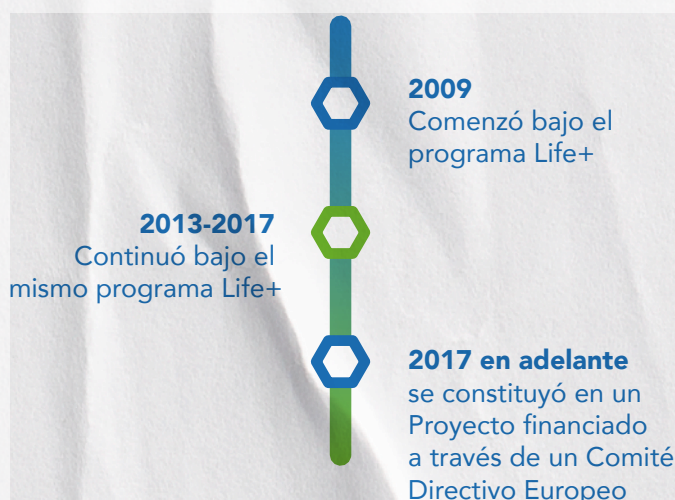 2009
Comenzó bajo el
programa Life+
2013-2017
Continuó bajo el
mismo programa Life+
2017 en adelante
se constituyó en un
Proyecto financiado
a través de un Comité
Directivo Europeo